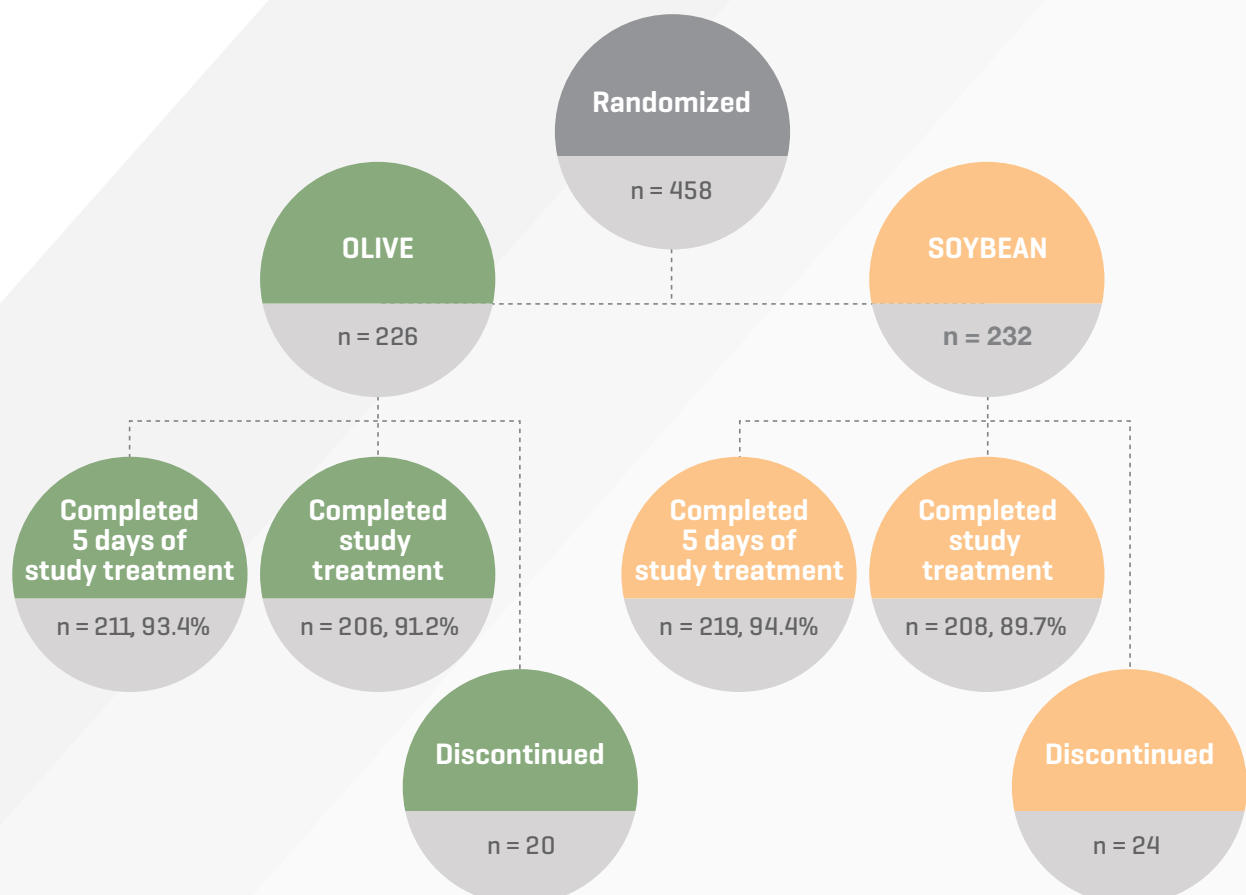 Randomized
n = 458
OLIVE
n = 226
SOYBEAN
n = 232
Completed
5 days of
study treatment
n = 211, 93.4%
Completed
study
treatment
n = 206, 91.2%
Discontinued
n = 20
Completed
5 days of
study treatment
n = 219, 94.4%
Completed
study
treatment
n = 208, 89.7%
Discontinued
n = 24